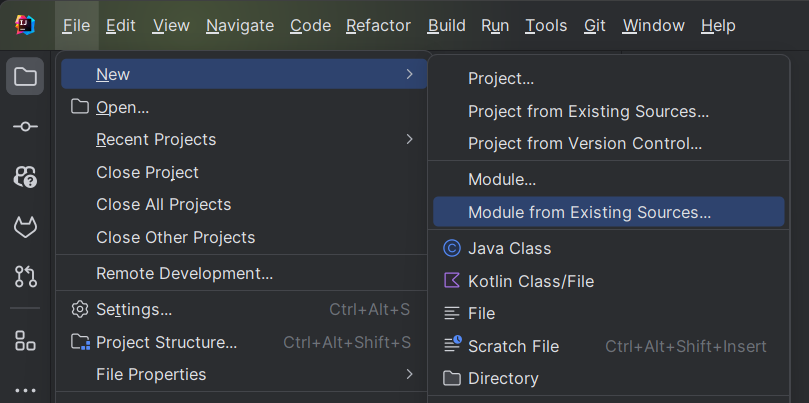 File Edit View Navigate Code Refactor Build Run Tools Git Window Help
New
Open...
Recent Projects
Close Project
Close All Projects
Close Other Projects
Remote Development...
Settings... Ctrl+Alt+S
Project Structure... Ctrl+Alt+Shift+S
File Properties
Project...
Project from Existing Sources...
Project from Version Control...
Module...
Module from Existing Sources...
Java Class
Kotlin Class/File
File
Scratch File Ctrl+Alt+Shift+Insert
Directory